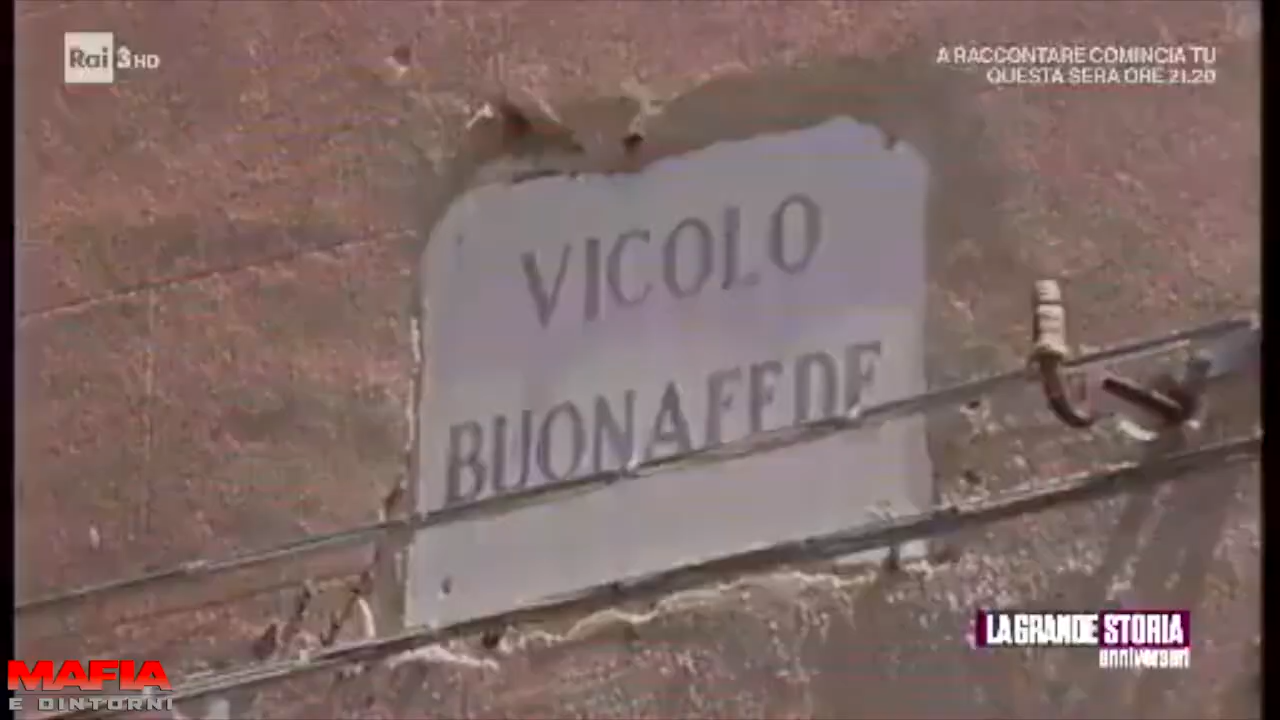 Rai 3HD
A RACCONTARE COMINCIA TU
QUESTA SERA ORE 21.20
VICOLO
BUONAFEDE
LA GRANDE STORIA
anniversari
MAFIA
E DINTORNI